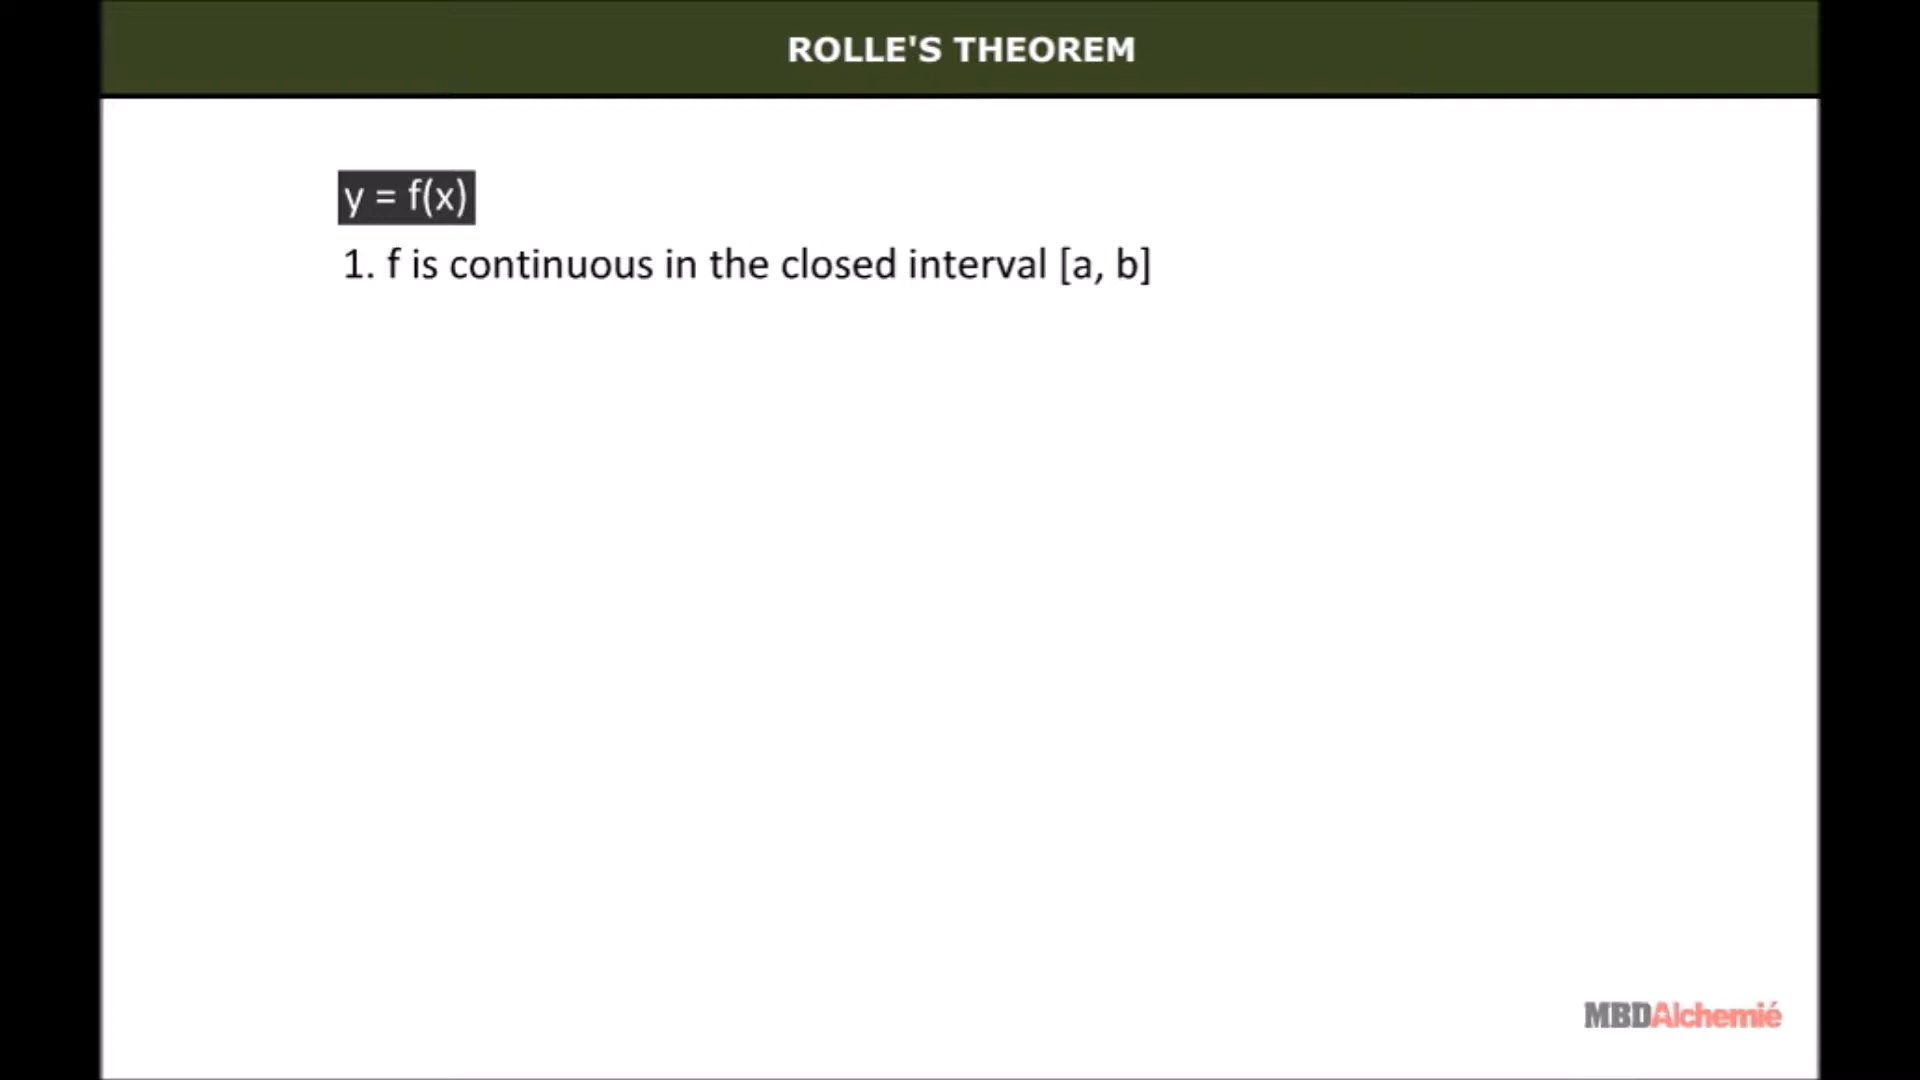 ROLLE'S THEOREM
y = f(x)
1. f is continuous in the closed interval [a, b]
MBDAlchemié